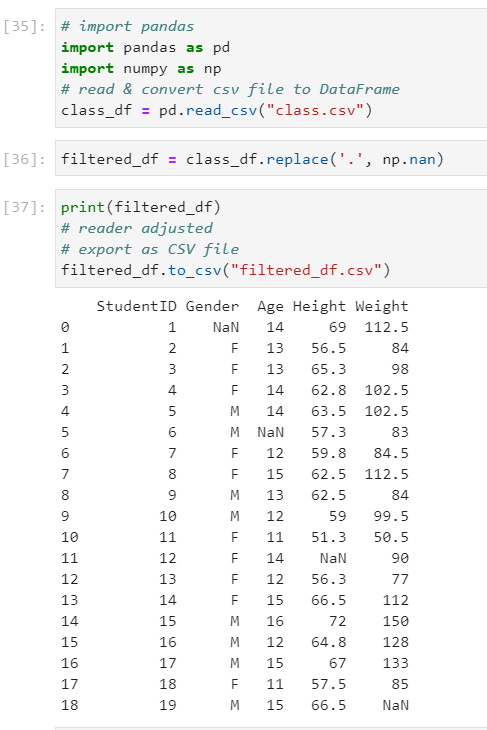 [35]: # import pandas
import pandas as pd
import numpy as np
# read & convert csv file to DataFrame
class_df = pd.read_csv("class.csv")
[36]: filtered_df = class_df.replace('.', np.nan)
[37]: print(filtered_df)
# reader adjusted
# export as CSV file
filtered_df.to_csv("filtered_df.csv")
StudentID Gender Age Height Weight
0 1 NaN 14 69 112.5
1 2 F 13 56.5 84
2 3 F 13 65.3 98
3 4 F 14 62.8 102.5
4 5 M 14 63.5 102.5
5 6 M NaN 57.3 83
6 7 F 12 59.8 84.5
7 8 F 15 62.5 112.5
8 9 M 13 62.5 84
9 10 M 12 59 99.5
10 11 F 11 51.3 50.5
11 12 F 14 NaN 90
12 13 F 12 56.3 77
13 14 F 15 66.5 112
14 15 M 16 72 150
15 16 M 12 64.8 128
16 17 M 15 67 133
17 18 F 11 57.5 85
18 19 M 15 66.5 NaN